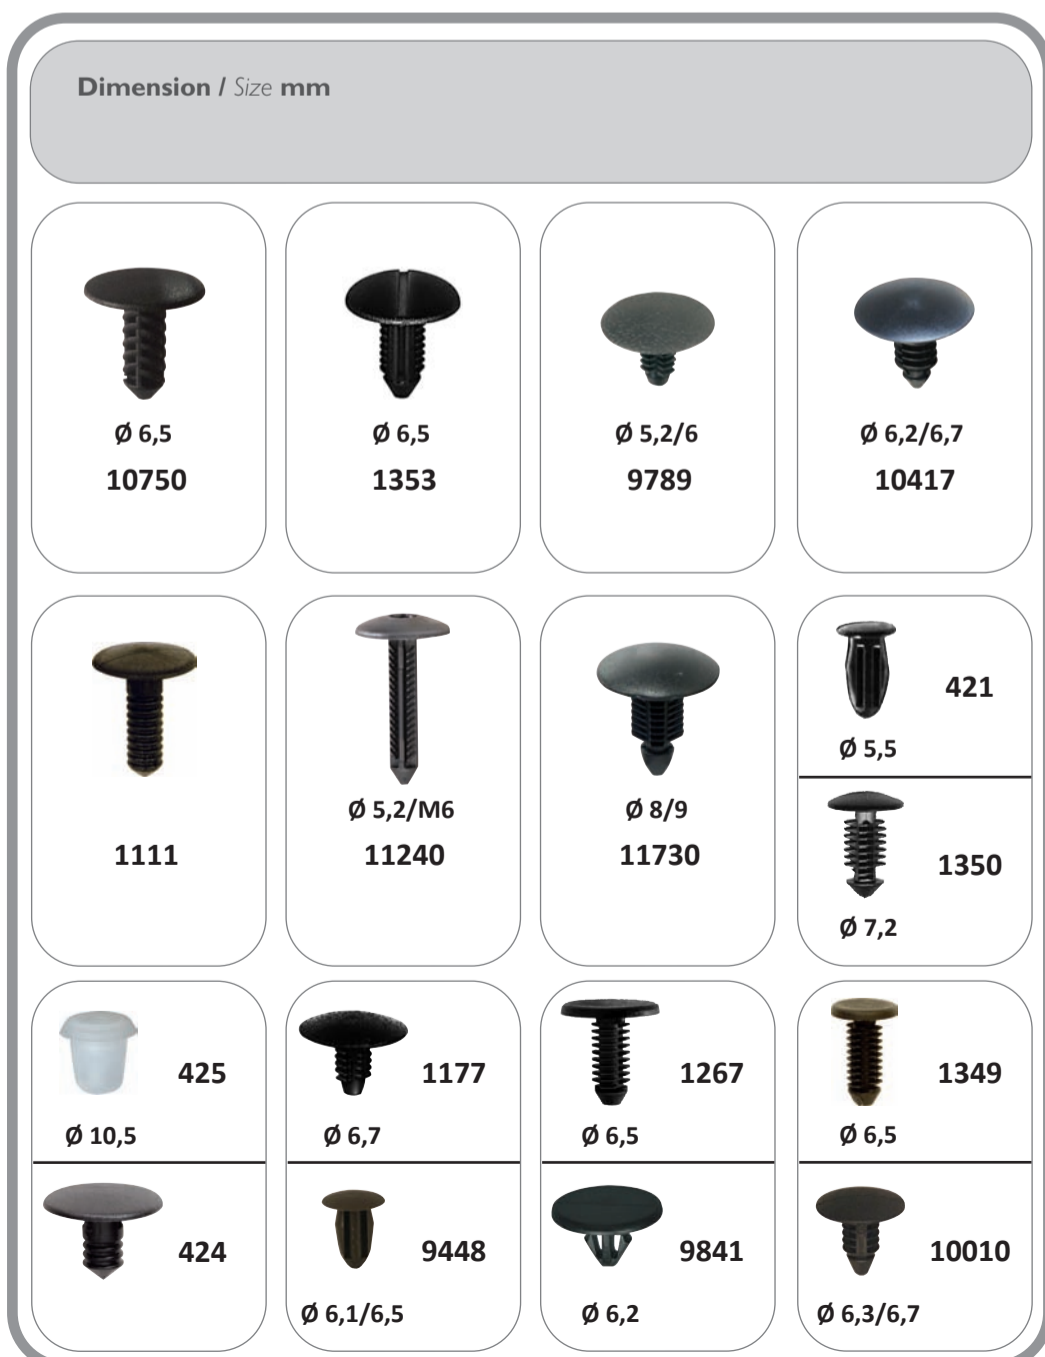 Dimension / Size mm
Ø 6,5
10750
Ø 6,5
1353
Ø 5,2/6
9789
Ø 6,2/6,7
10417
1111
Ø 5,2/M6
11240
Ø 8/9
11730
421
Ø 5,5
1350
Ø 7,2
425
Ø 10,5
1177
Ø 6,7
1267
Ø 6,5
1349
Ø 6,5
424
9448
Ø 6,1/6,5
9841
Ø 6,2
10010
Ø 6,3/6,7